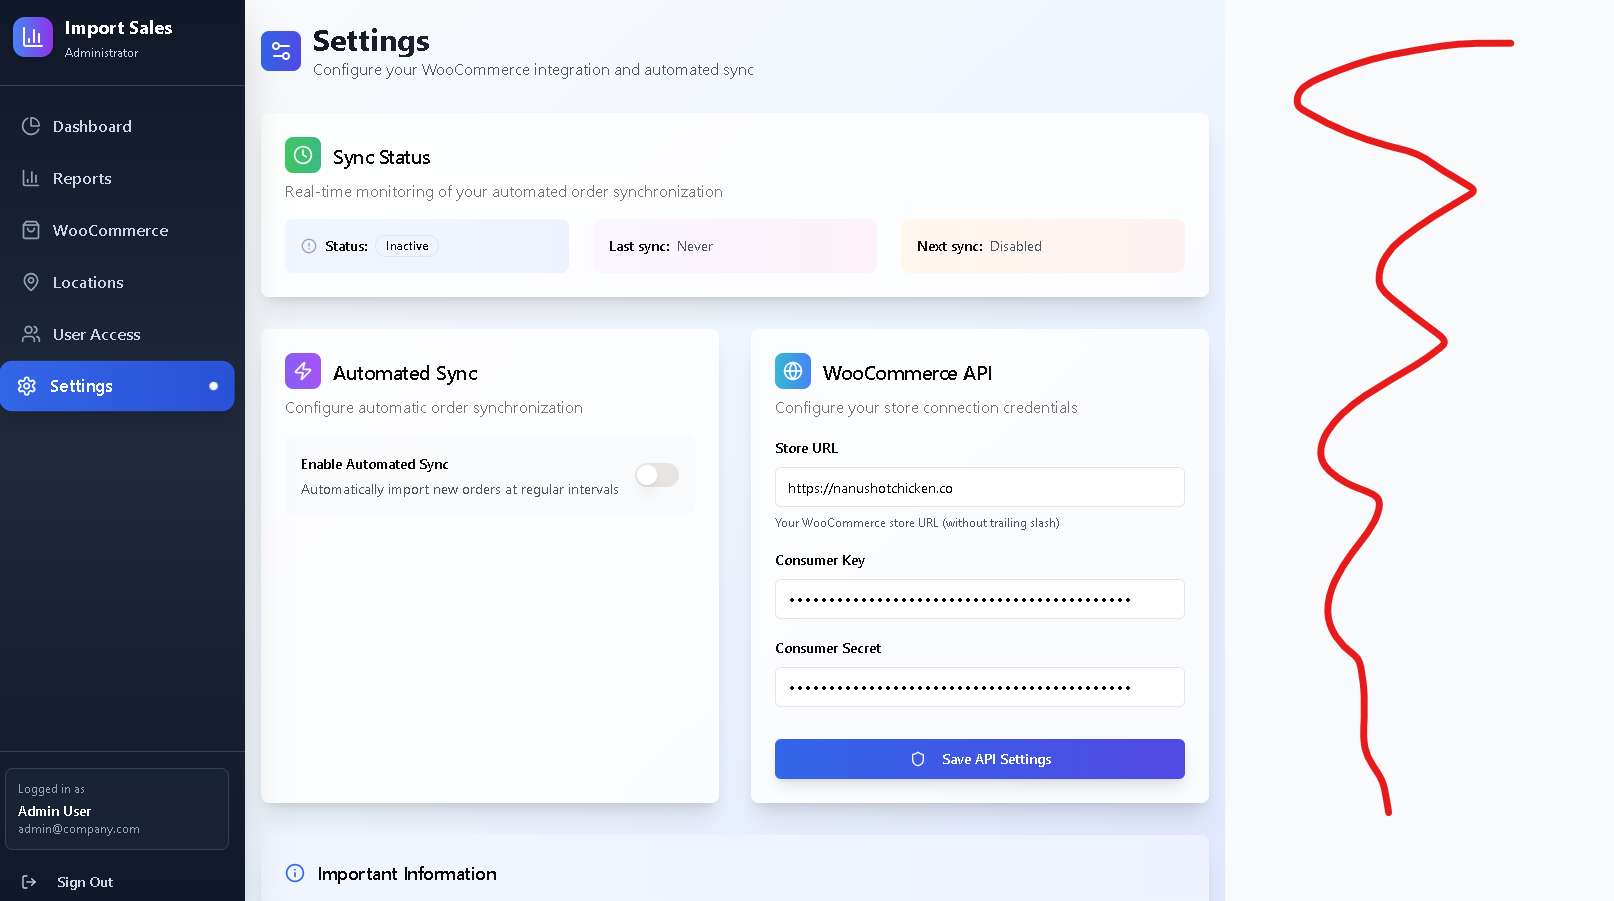 Import Sales
Administrator
Dashboard
Reports
WooCommerce
Locations
User Access
Settings
Logged in as
Admin User
admin@company.com
Sign Out
Settings
Configure your WooCommerce integration and automated sync
Sync Status
Real-time monitoring of your automated order synchronization
Status: Inactive
Last sync: Never
Next sync: Disabled
Automated Sync
Configure automatic order synchronization
Enable Automated Sync
Automatically import new orders at regular intervals
WooCommerce API
Configure your store connection credentials
Store URL
https://nanushotchicken.co
Your WooCommerce store URL (without trailing slash)
Consumer Key
Consumer Secret
Save API Settings
Important Information